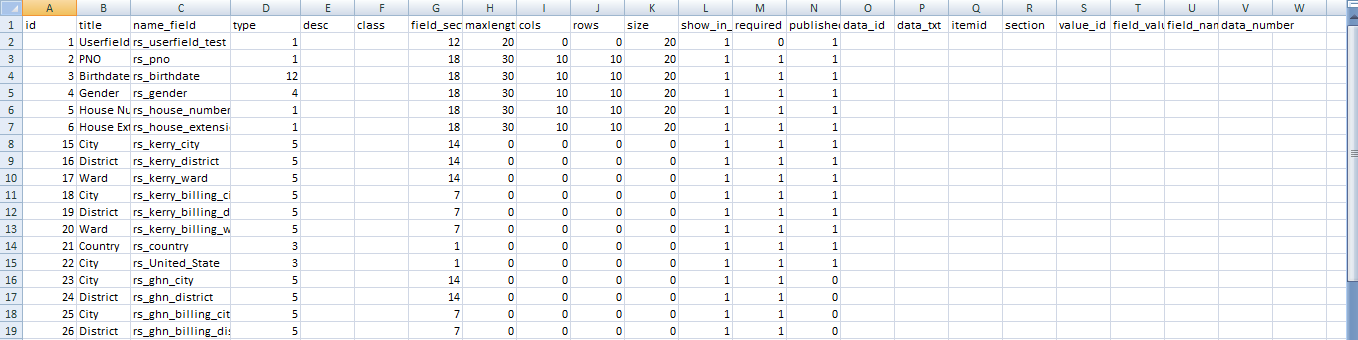 A B C D E F G H I J K L M N O P Q R S T U V W
1 id title name_field type desc class field_sec maxlengt cols rows size show_in_ required publishe data_id data_txt itemid section value_id field_valu field_nan data_number
2 1 Userfield rs_userfield_test 1 12 20 0 0 20 1 0 1
3 2 PNO rs_pno 1 18 30 10 10 20 1 1 1
4 3 Birthdate rs_birthdate 12 18 30 10 10 20 1 1 1
5 4 Gender rs_gender 4 18 30 10 10 20 1 1 1
6 5 House Nu rs_house_number 1 18 30 10 10 20 1 1 1
7 6 House Ext rs_house_extensi 1 18 30 10 10 20 1 1 1
8 15 City rs_kerry_city 5 14 0 0 0 0 1 1 1
9 16 District rs_kerry_district 5 14 0 0 0 0 1 1 1
10 17 Ward rs_kerry_ward 5 14 0 0 0 0 1 1 1
11 18 City rs_kerry_billing_ci 5 7 0 0 0 0 1 1 1
12 19 District rs_kerry_billing_d 5 7 0 0 0 0 1 1 1
13 20 Ward rs_kerry_billing_w 5 7 0 0 0 0 1 1 1
14 21 Country rs_country 3 1 0 0 0 0 1 1 1
15 22 City rs_United_State 3 1 0 0 0 0 1 1 1
16 23 City rs_ghn_city 5 14 0 0 0 0 1 1 0
17 24 District rs_ghn_district 5 14 0 0 0 0 1 1 0
18 25 City rs_ghn_billing_cit 5 7 0 0 0 0 1 1 0
19 26 District rs_ghn_billing_dis 5 7 0 0 0 0 1 1 0